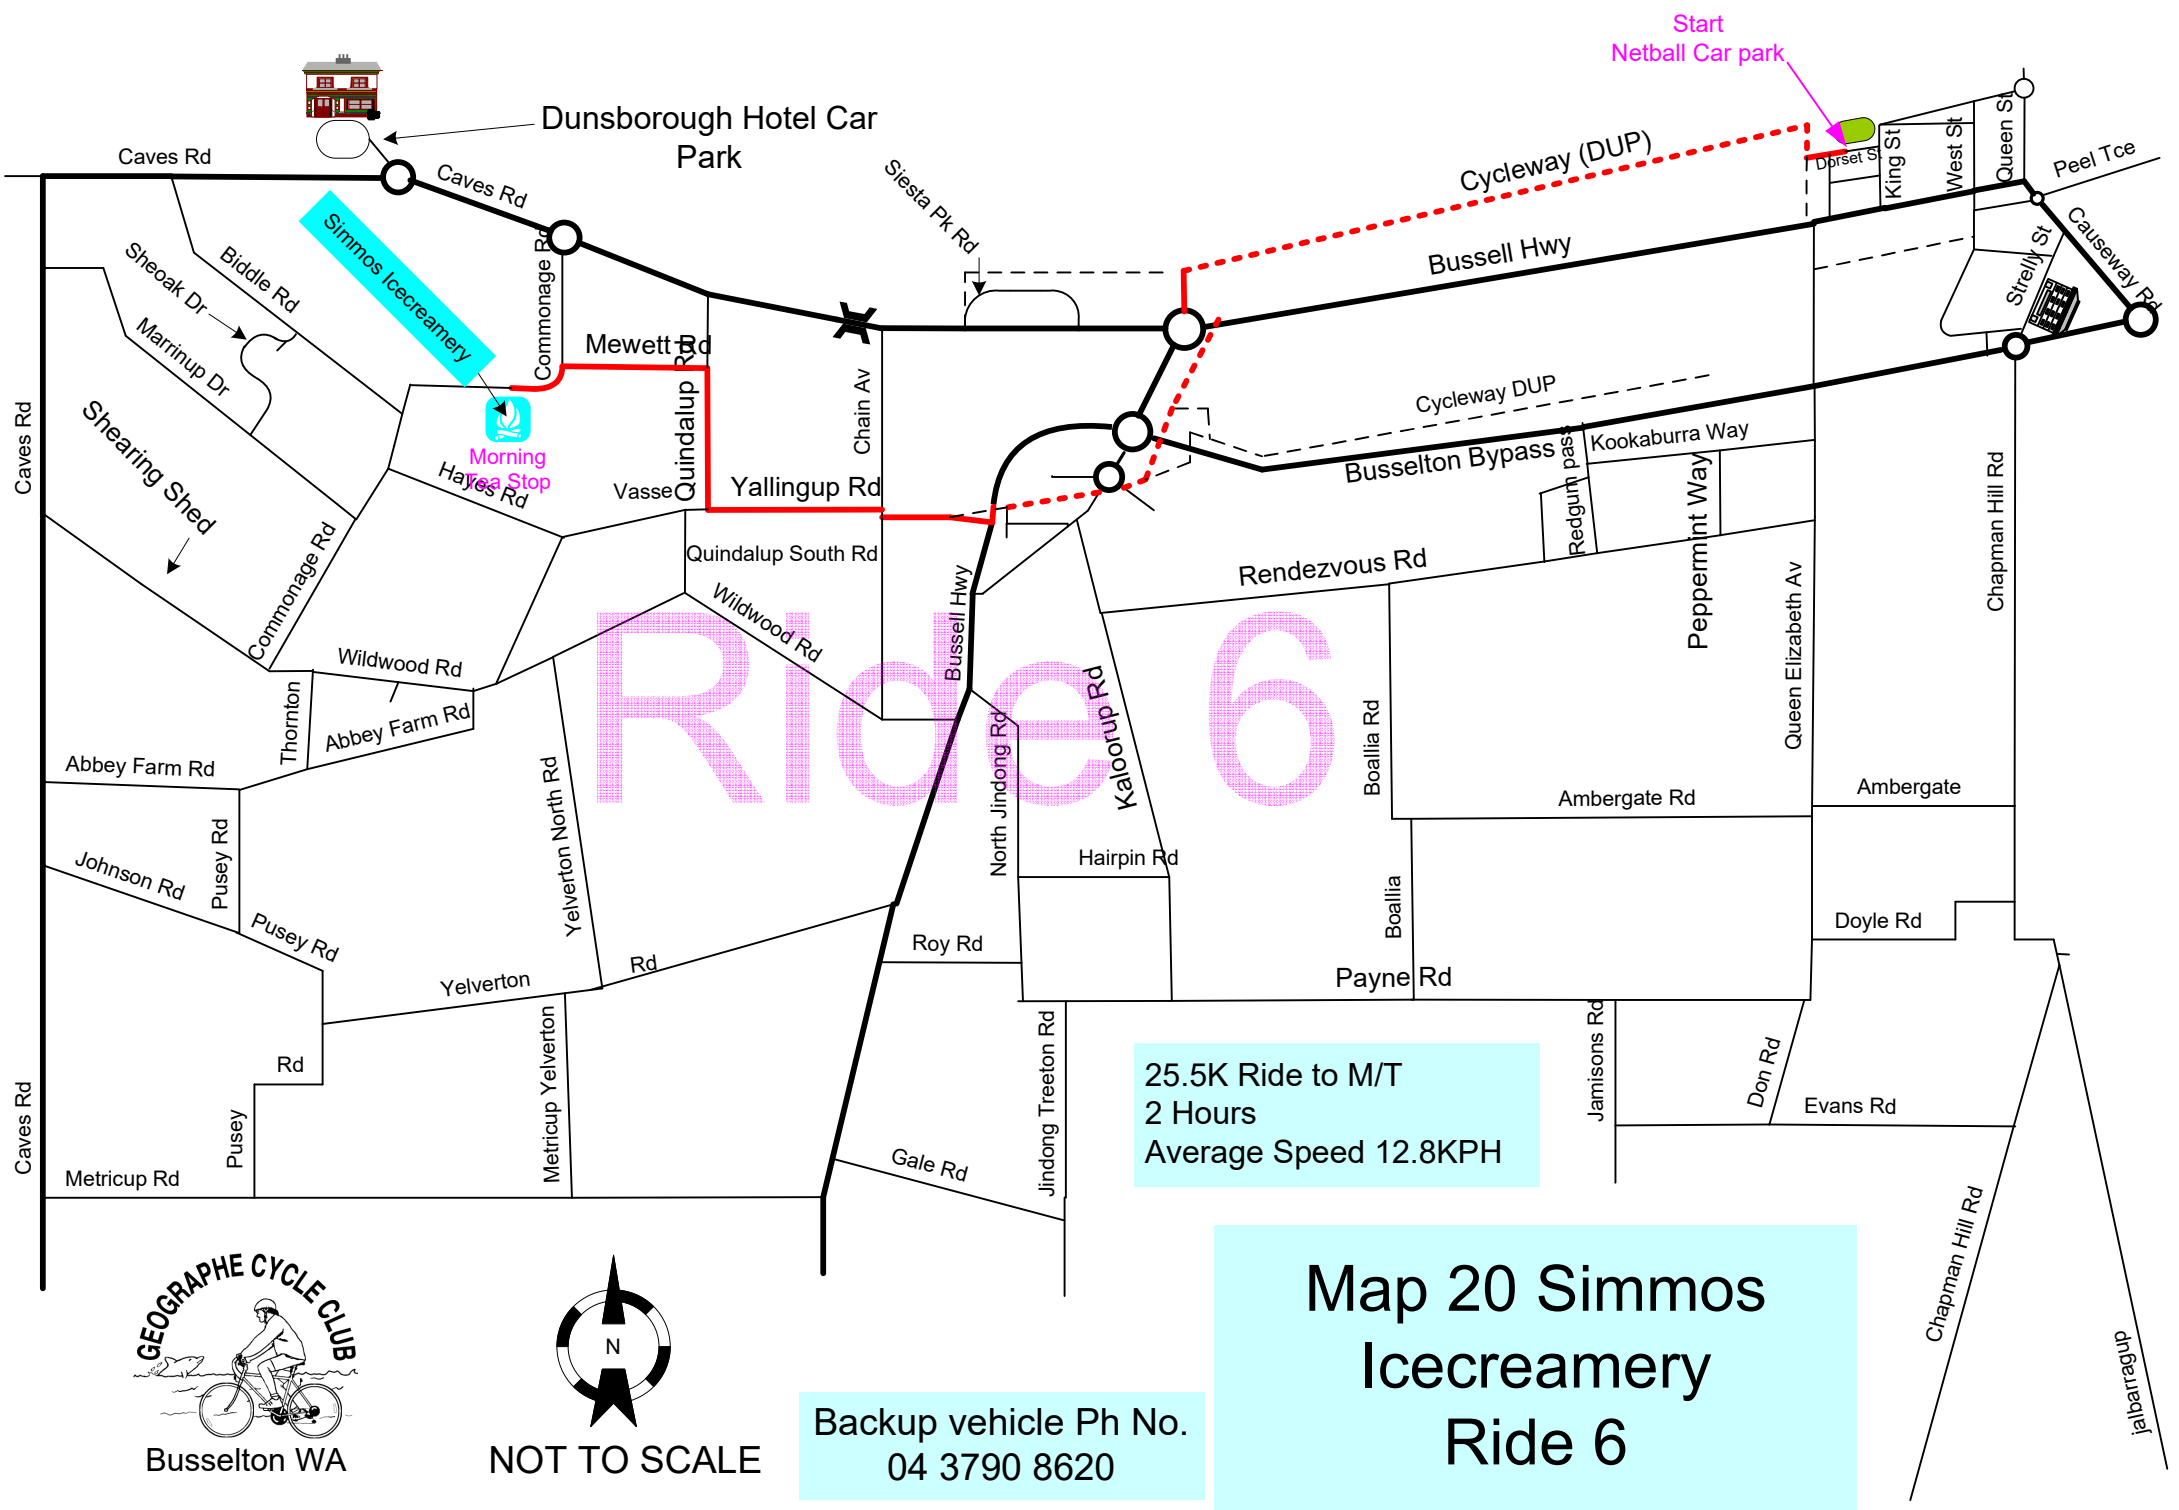 Start
Netball Car park
Dunsborough Hotel Car
Park
Caves Rd
Caves Rd
Simmos Icecreamery
Siesta Pk Rd
Cycleway (DUP)
Dorset St
King St
West St
Queen St
Peel Tce
Causeway Rd
Strelly St
Bussell Hwy
Sheoak Dr
Biddle Rd
Marrinup Dr
Commonage Rd
Mewett Rd
Quindalup Rd
Chain Av
Cycleway DUP
Kookaburra Way
Busselton Bypass
Redgum pass
Peppermint Way
Chapman Hill Rd
Caves Rd
Shearing Shed
Morning
Tea Stop
Hayes Rd
Vasse
Yallingup Rd
Quindalup South Rd
Commonage Rd
Wildwood Rd
Bussell Hwy
Rendezvous Rd
Queen Elizabeth Av
Ride 6
Wildwood Rd
Thornton
Abbey Farm Rd
Abbey Farm Rd
Yelverton North Rd
North Jindong Rd
Kaloorup Rd
Boallia Rd
Ambergate Rd
Ambergate
Johnson Rd
Pusey Rd
Pusey Rd
Hairpin Rd
Boallia
Doyle Rd
Roy Rd
Rd
Yelverton
Payne Rd
Rd
Pusey
Metricup Yelverton
Jindong Treeton Rd
Jamisons Rd
Don Rd
Evans Rd
Caves Rd
Metricup Rd
Gale Rd
25.5K Ride to M/T
2 Hours
Average Speed 12.8KPH
Chapman Hill Rd
jalbarragup
GEOGRAPHE CYCLE CLUB
Busselton WA
N
NOT TO SCALE
Backup vehicle Ph No.
04 3790 8620
Map 20 Simmos
Icecreamery
Ride 6